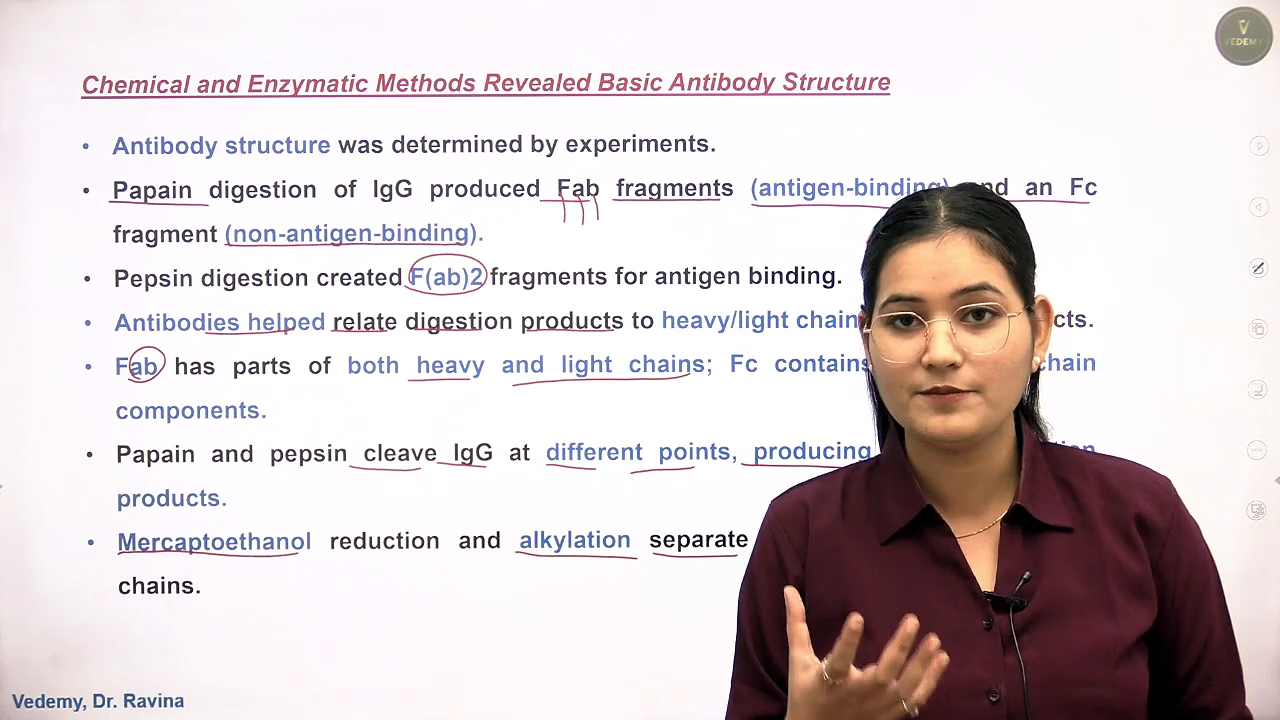 VEDEMY
Chemical and Enzymatic Methods Revealed Basic Antibody Structure
• Antibody structure was determined by experiments.
• Papain digestion of IgG produced Fab fragments (antigen-binding) and an Fc
fragment (non-antigen-binding).
• Pepsin digestion created F(ab)2 fragments for antigen binding.
• Antibodies helped relate digestion products to heavy/light chain
• Fab has parts of both heavy and light chains; Fc contains chain
components.
• Papain and pepsin cleave IgG at different points, producing
products.
• Mercaptoethanol reduction and alkylation separate
chains.
Vedemy, Dr. Ravina